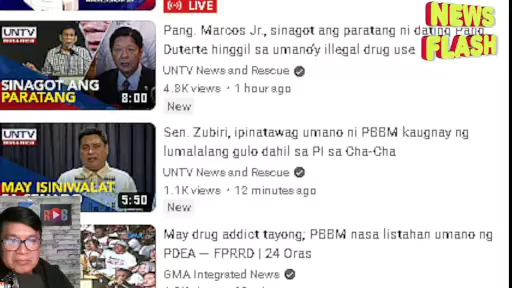 LIVE
NEWS
FLASH
Pang. Marcos Jr., sinagot ang paratang ni dating Pang
Duterte hinggil sa umano'y illegal drug use
UNTV News and Rescue
4.8K views • 1 hour ago
New
UNTV
SINAGOT ANG
PARATANG
8:00
Sen. Zubiri, ipinatawag umano ni PBBM kaugnay ng
lumalalang gulo dahil sa PI sa Cha-Cha
UNTV News and Rescue
1.1K views • 12 minutes ago
New
UNTV
MAY ISINIWALAT
5:50
May drug addict tayong, PBBM nasa listahan umano ng
PDEA — FPRRD | 24 Oras
GMA Integrated News